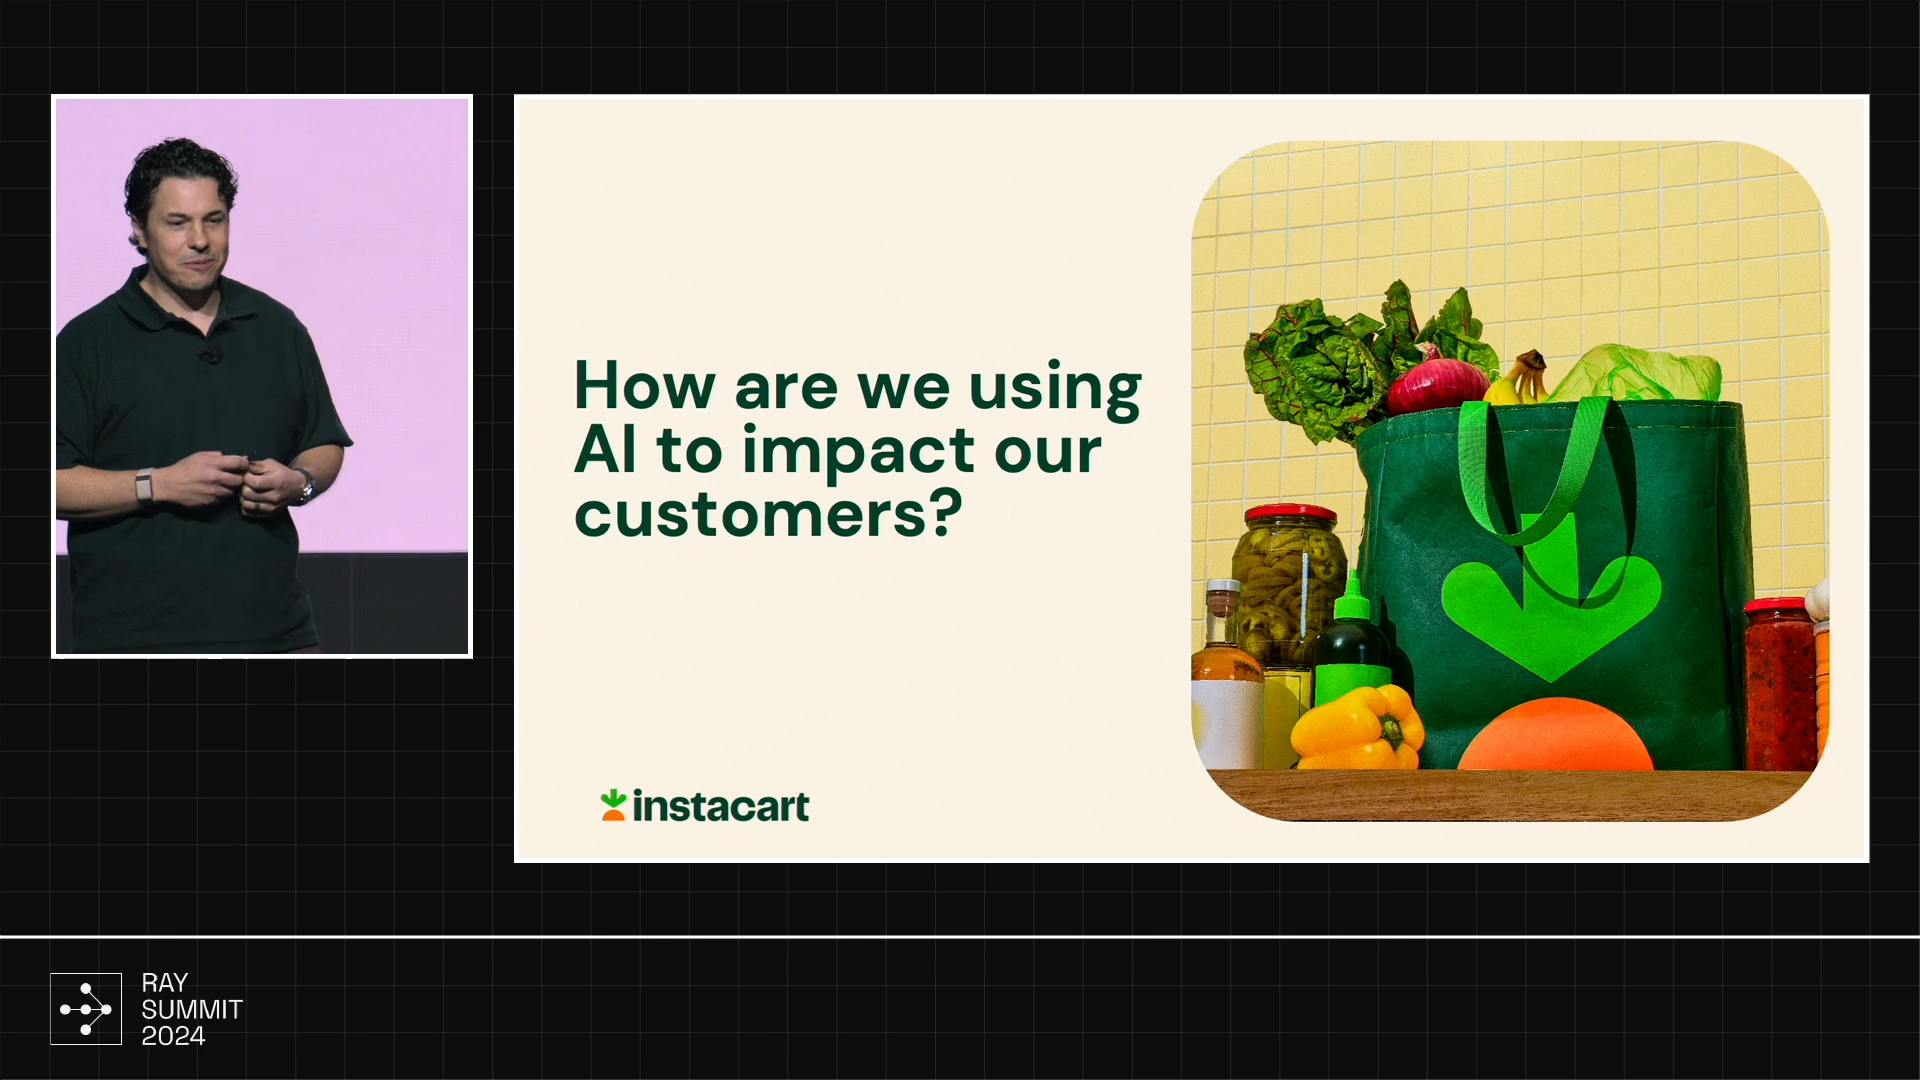 How are we using
AI to impact our
customers?
instacart
RAY
SUMMIT
2024